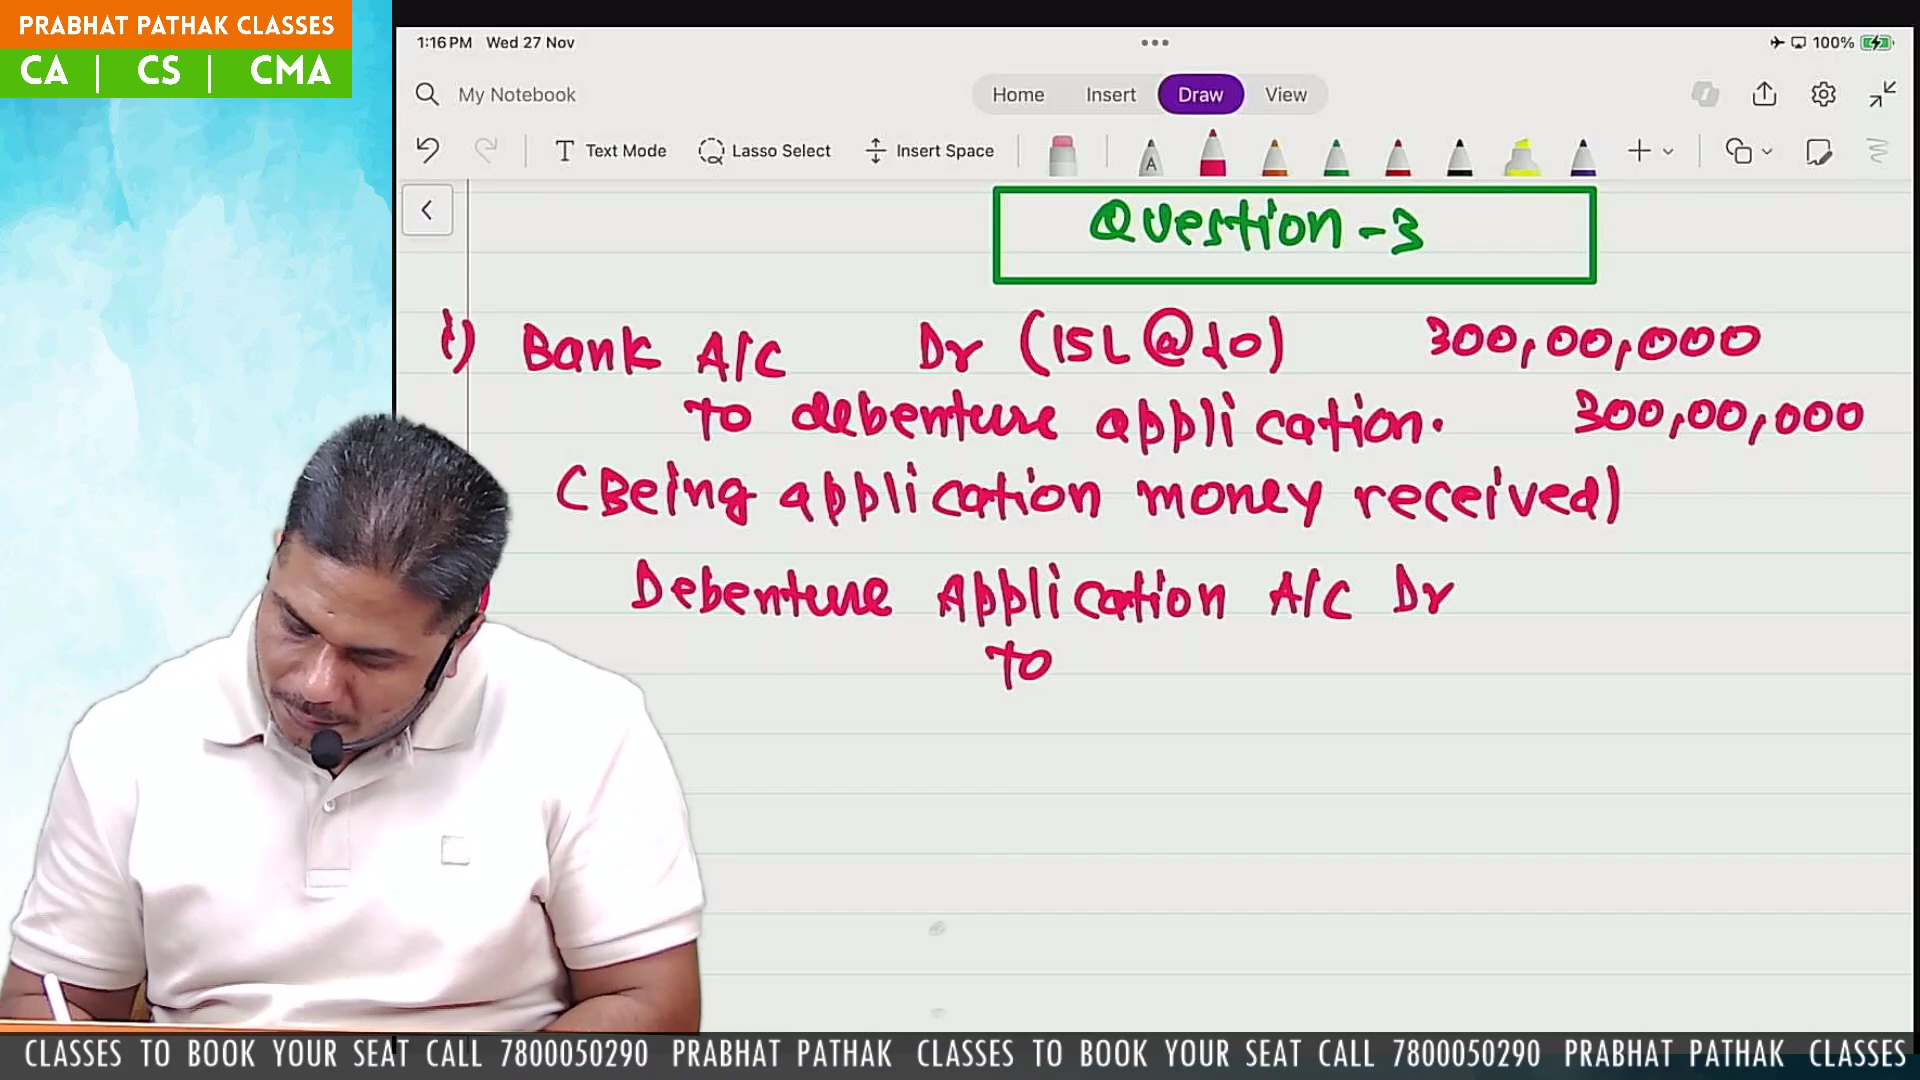 PRABHAT PATHAK CLASSES
CA | CS | CMA
1:16 PM Wed 27 Nov
100%
My Notebook
Home Insert Draw View
Text Mode Lasso Select Insert Space
A
Question - 3
i) Bank A/C Dr (15L @ 20) 300,00,000
To debenture application. 300,00,000
(Being application money received)
Debenture Application A/C Dr
To
CLASSES TO BOOK YOUR SEAT CALL 7800050290 PRABHAT PATHAK CLASSES TO BOOK YOUR SEAT CALL 7800050290 PRABHAT PATHAK CLASSES